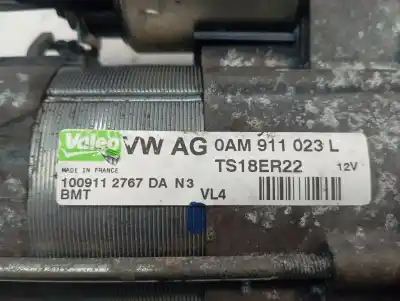 Valeo VW AG 0AM 911 023 L
MADE IN FRANCE TS18ER22 12V
100911 2767 DA N3
BMT VL4